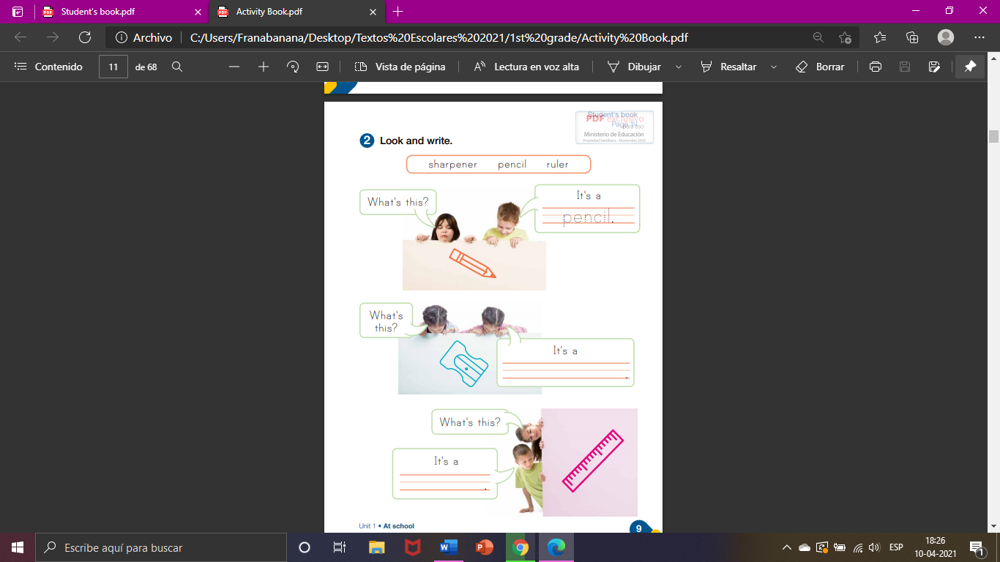 Student's book.pdf
Activity Book.pdf
Archivo
C:/Users/Franabanana/Desktop/Textos%20Escolares%202021/1st%20grade/Activity%20Book.pdf
Contenido
11
de 68
Vista de página
Lectura en voz alta
Dibujar
Resaltar
Borrar
Student's book
PDF exclusivo
Page 10
para uso
Ministerio de Educación
Propiedad Santillana - Noviembre 2020
2 Look and write.
sharpener pencil ruler
What's this?
It's a
pencil.
What's
this?
It's a
.
What's this?
It's a
.
Unit 1 • At school
9
Escribe aquí para buscar
ESP
18:26
10-04-2021
1